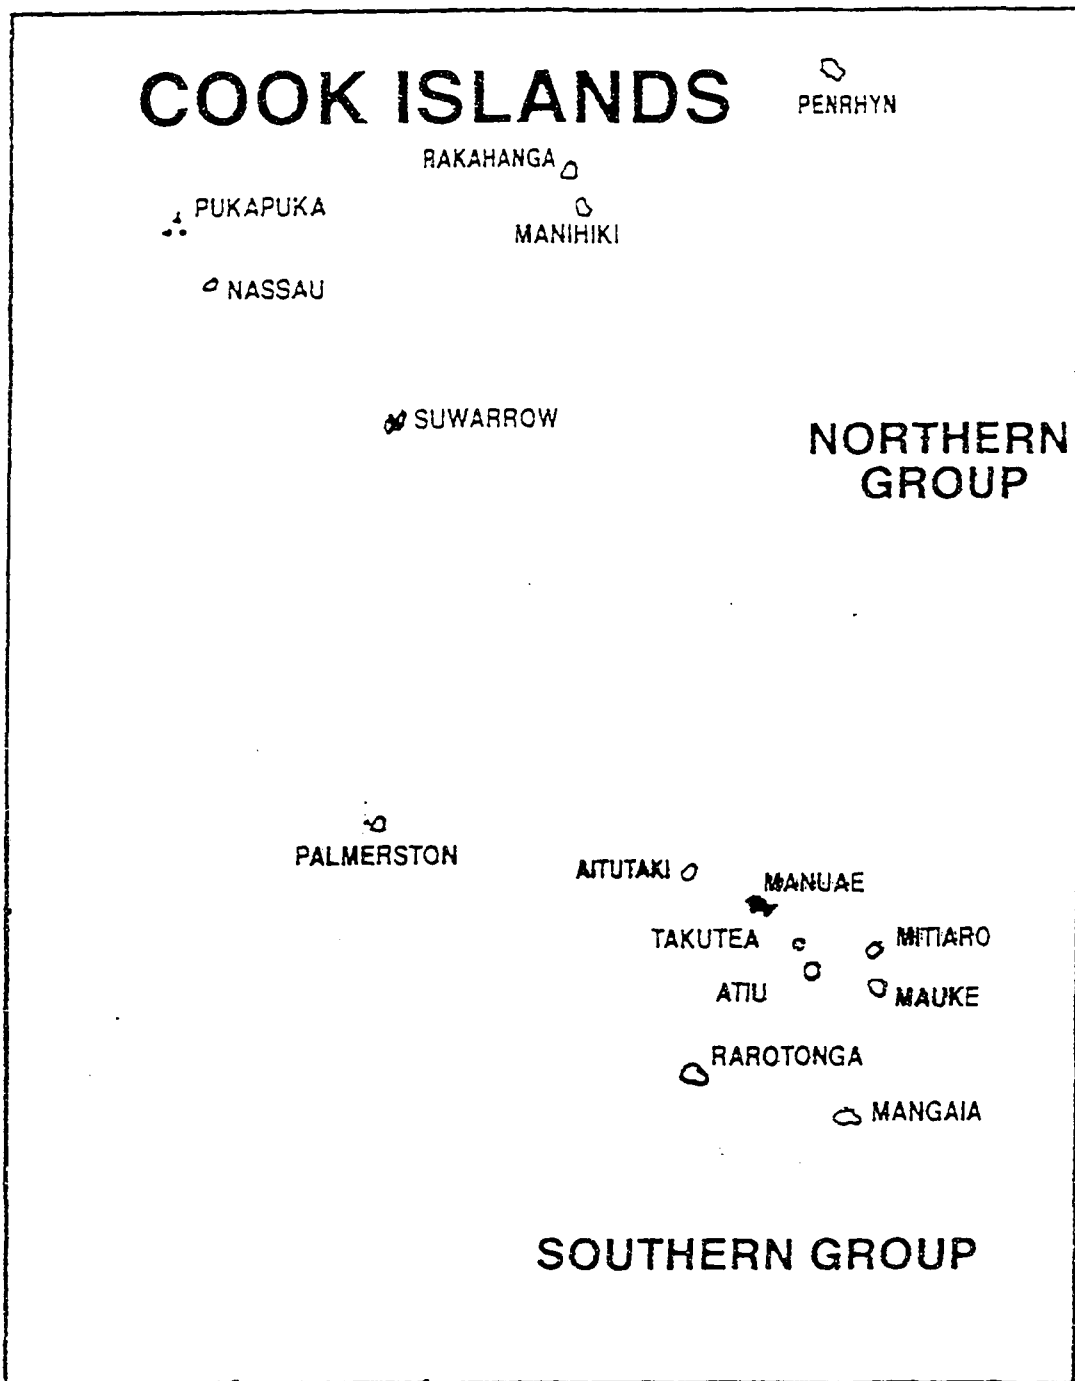 COOK ISLANDS
PENRHYN
RAKAHANGA
PUKAPUKA
MANIHIKI
NASSAU
SUWARROW
NORTHERN
GROUP
PALMERSTON
AITUTAKI
MANUAE
TAKUTEA
MITIARO
ATIU
MAUKE
RAROTONGA
MANGAIA
SOUTHERN GROUP